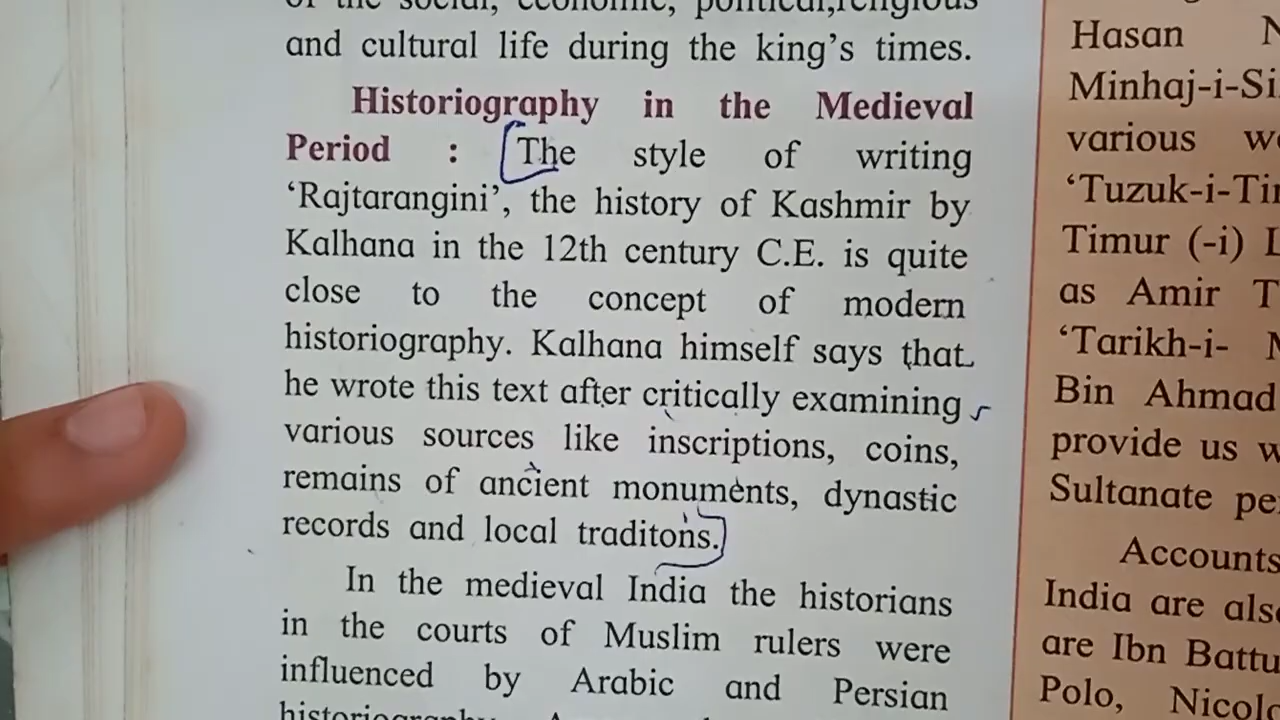 and cultural life during the king's times.
Historiography in the Medieval
Period : The style of writing
'Rajtarangini', the history of Kashmir by
Kalhana in the 12th century C.E. is quite
close to the concept of modern
historiography. Kalhana himself says that
he wrote this text after critically examining
various sources like inscriptions, coins,
remains of ancient monuments, dynastic
records and local traditons.
In the medieval India the historians
in the courts of Muslim rulers were
influenced by Arabic and Persian
Hasan
Minhaj-i-Si
various
'Tuzuk-i-Ti
Timur (-i)
as Amir
'Tarikh-i-
Bin Ahmad
provide us
Sultanate
Accounts
India are
are Ibn Battu
Polo,